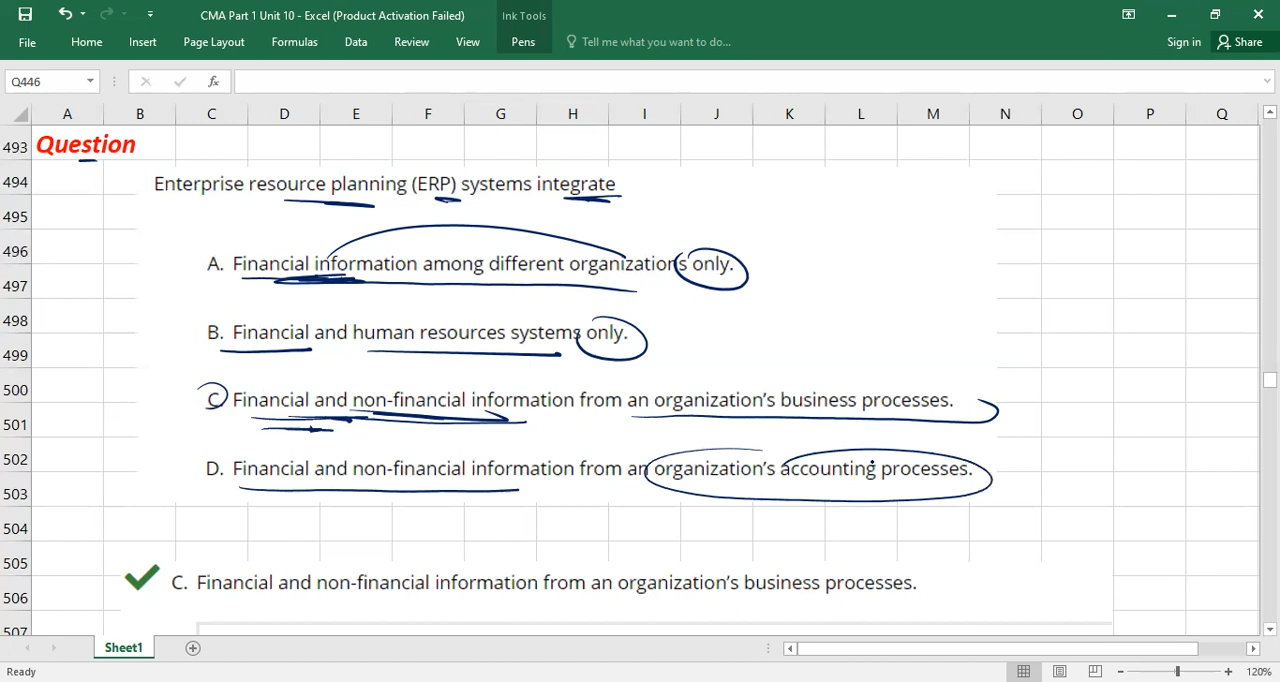 CMA Part 1 Unit 10 - Excel (Product Activation Failed)
Ink Tools
File Home Insert Page Layout Formulas Data Review View Pens Tell me what you want to do... Sign in Share
Q446 fx
A B C D E F G H I J K L M N O P Q
493 Question
494 Enterprise resource planning (ERP) systems integrate
495
496 A. Financial information among different organizations only.
497
498 B. Financial and human resources systems only.
499
500 C. Financial and non-financial information from an organization's business processes.
501
502 D. Financial and non-financial information from an organization's accounting processes.
503
504
505
C. Financial and non-financial information from an organization's business processes.
506
507
Sheet1
Ready 120%